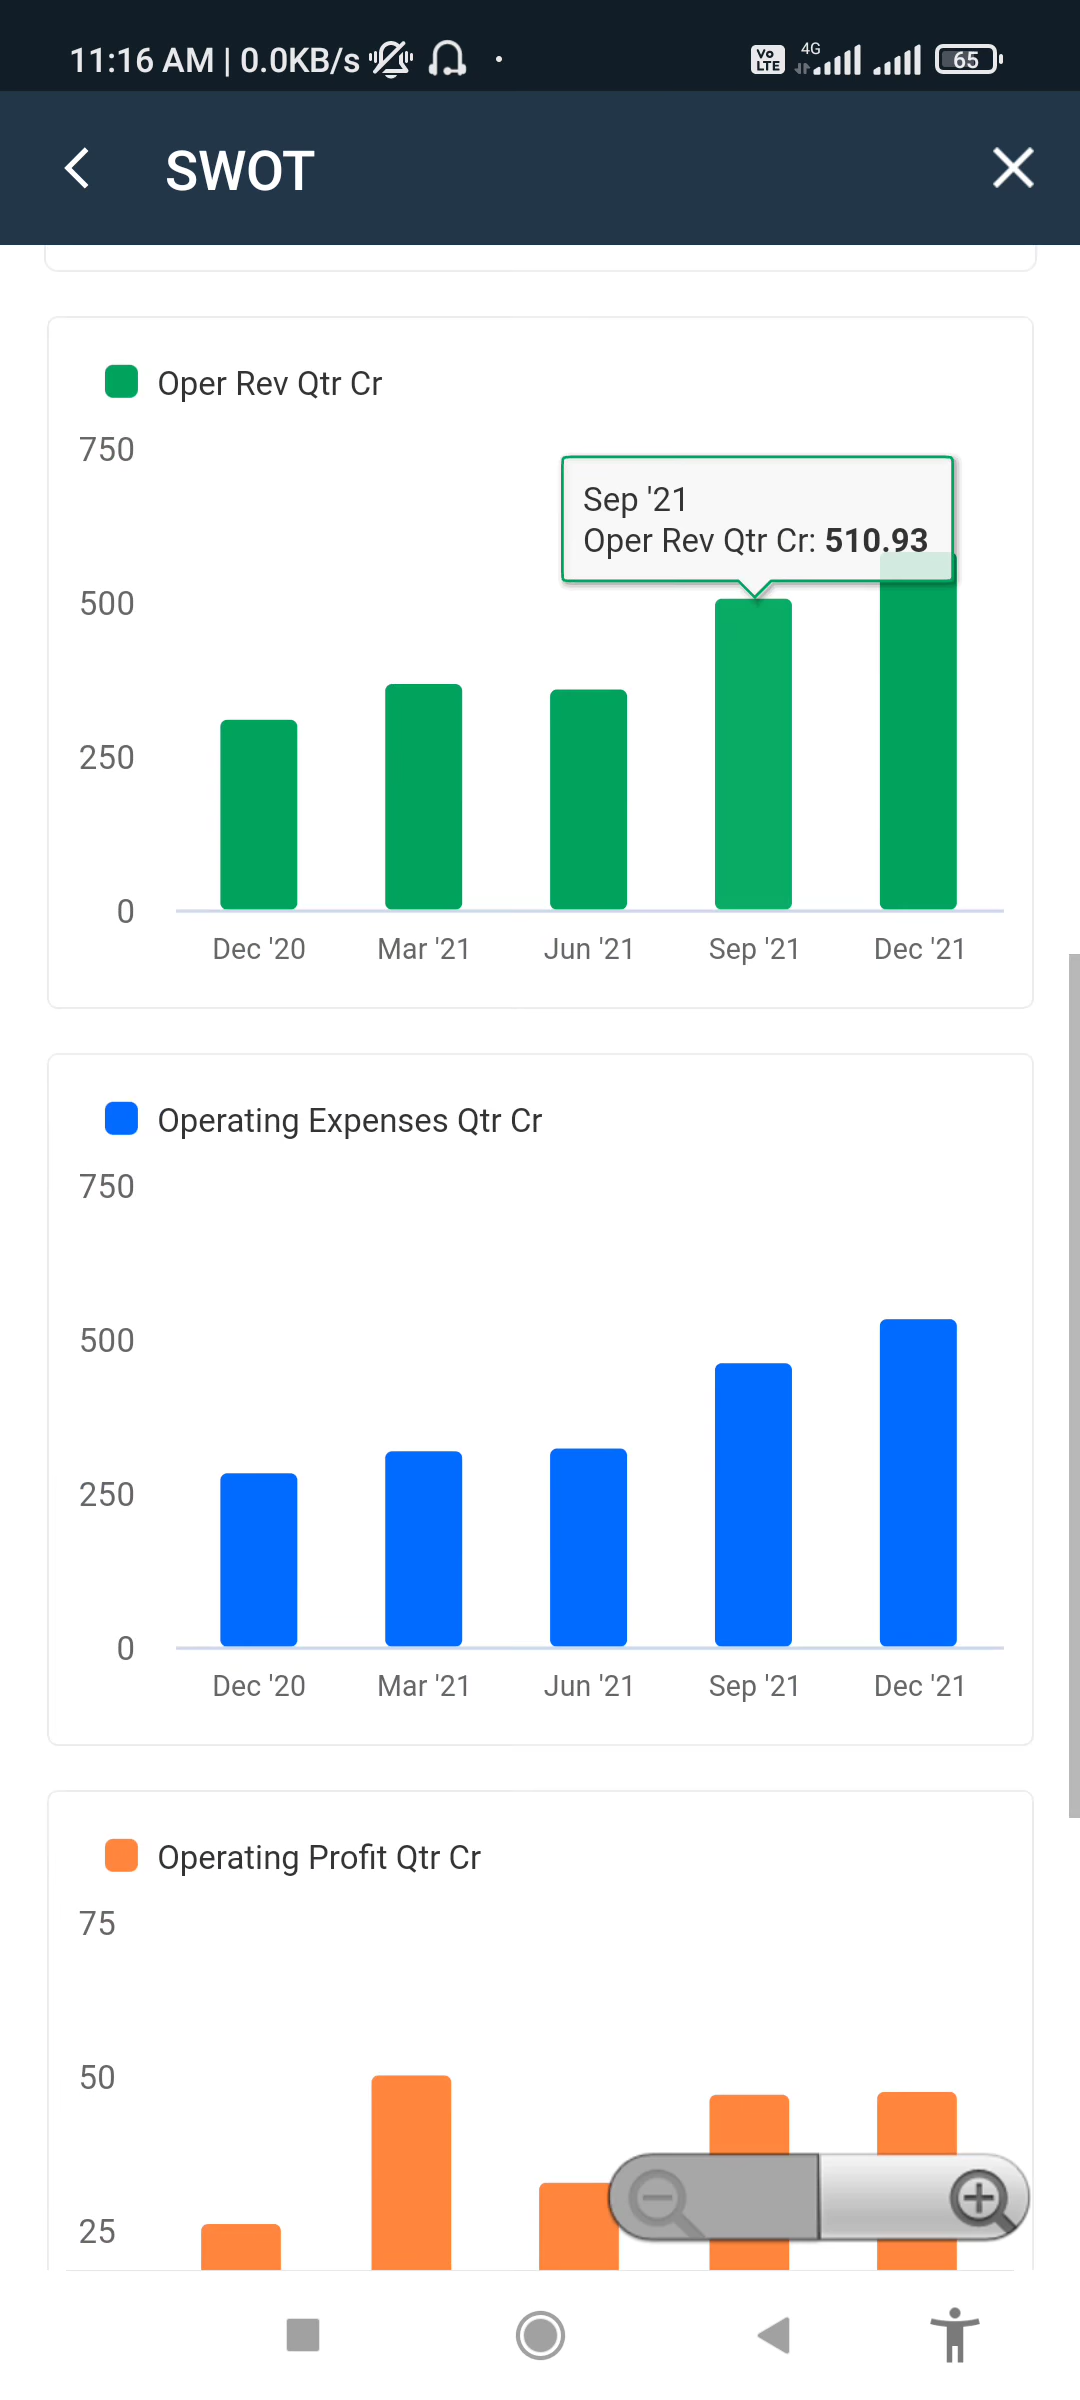 11:16 AM | 0.0KB/s
Vo LTE 4G 65
SWOT
Oper Rev Qtr Cr
750
Sep '21
Oper Rev Qtr Cr: 510.93
500
250
0
Dec '20 Mar '21 Jun '21 Sep '21 Dec '21
Operating Expenses Qtr Cr
750
500
250
0
Dec '20 Mar '21 Jun '21 Sep '21 Dec '21
Operating Profit Qtr Cr
75
50
25